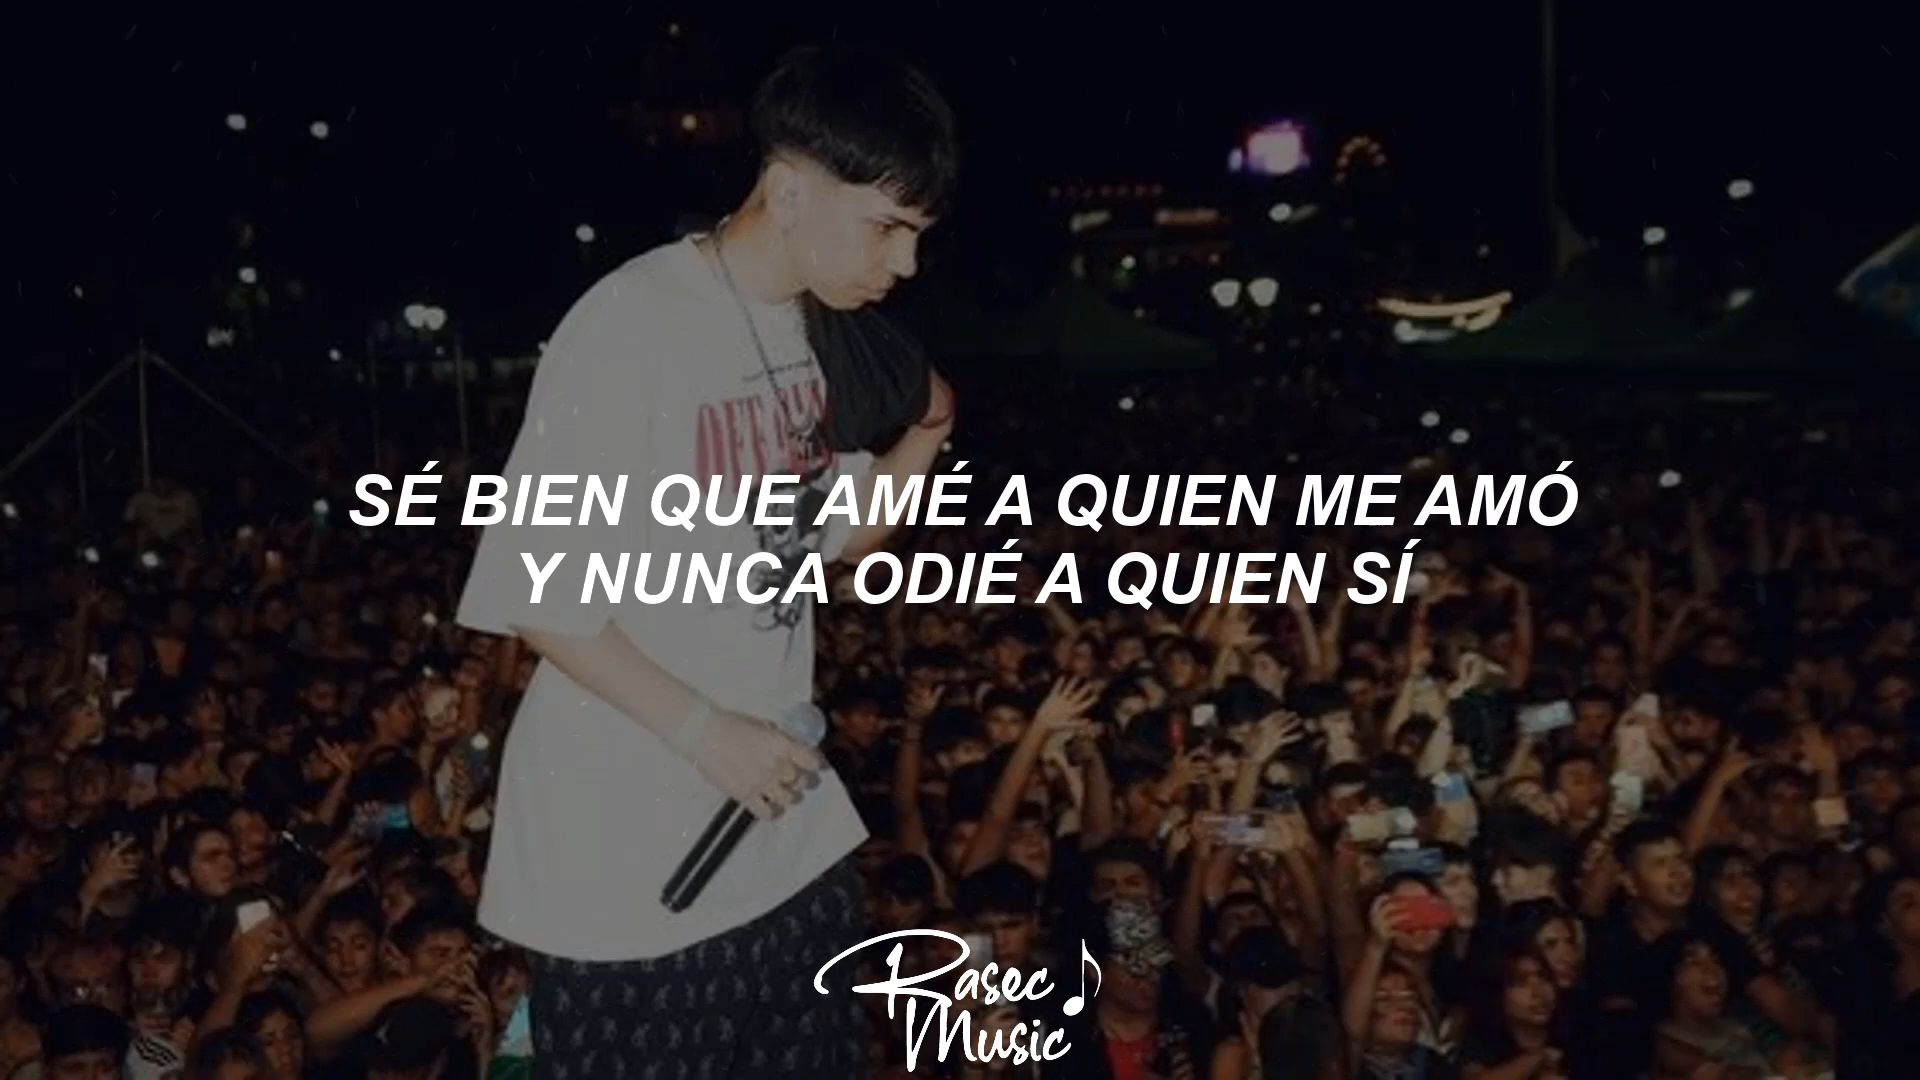 SÉ BIEN QUE AMÉ A QUIEN ME AMÓ
Y NUNCA ODIÉ A QUIEN SÍ
Rasec
Music